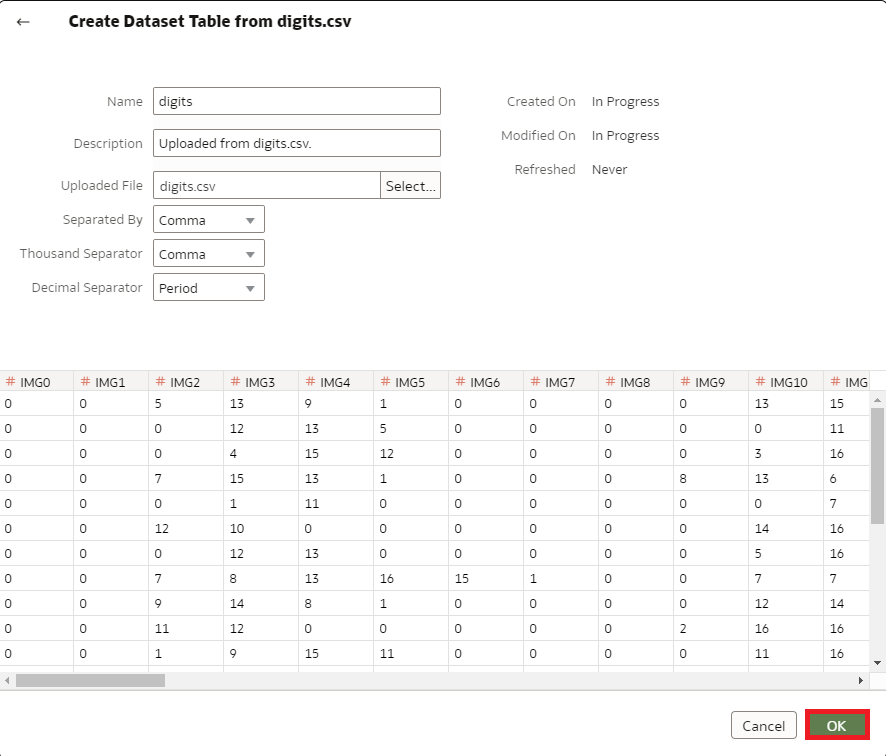 ← Create Dataset Table from digits.csv
Name digits Created On In Progress
Description Uploaded from digits.csv. Modified On In Progress
Uploaded File digits.csv Select... Refreshed Never
Separated By Comma
Thousand Separator Comma
Decimal Separator Period
# IMG0 # IMG1 # IMG2 # IMG3 # IMG4 # IMG5 # IMG6 # IMG7 # IMG8 # IMG9 # IMG10 # IMG
0 0 5 13 9 1 0 0 0 0 13 15
0 0 0 12 13 5 0 0 0 0 0 11
0 0 0 4 15 12 0 0 0 0 3 16
0 0 7 15 13 1 0 0 0 8 13 6
0 0 0 1 11 0 0 0 0 0 0 7
0 0 12 10 0 0 0 0 0 0 14 16
0 0 0 12 13 0 0 0 0 0 5 16
0 0 7 8 13 16 15 1 0 0 7 7
0 0 9 14 8 1 0 0 0 0 12 14
0 0 11 12 0 0 0 0 0 2 16 16
0 0 1 9 15 11 0 0 0 0 11 16
Cancel OK